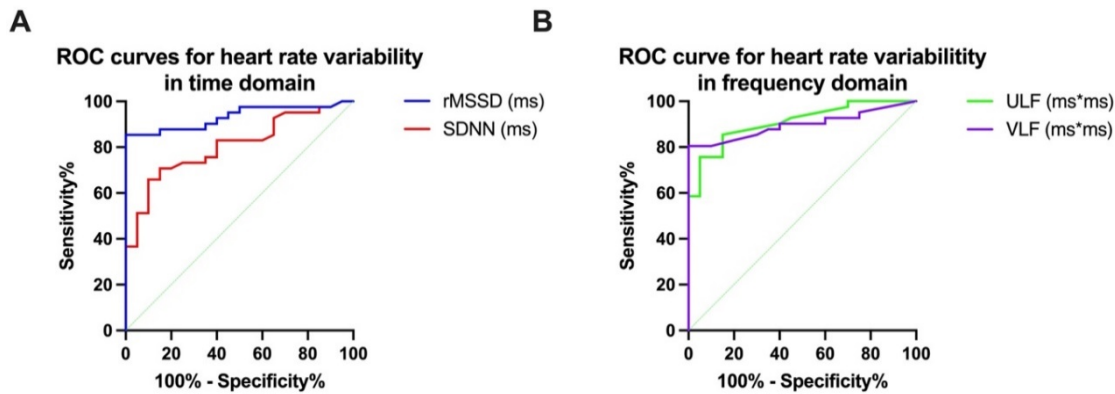 A
ROC curves for heart rate variability
in time domain
100
80
60
40
20
0
Sensitivity%
0 20 40 60 80 100
100% - Specificity%
rMSSD (ms)
SDNN (ms)
B
ROC curve for heart rate variabilitity
in frequency domain
100
80
60
40
20
0
Sensitivity%
0 20 40 60 80 100
100% - Specificity%
ULF (ms*ms)
VLF (ms*ms)